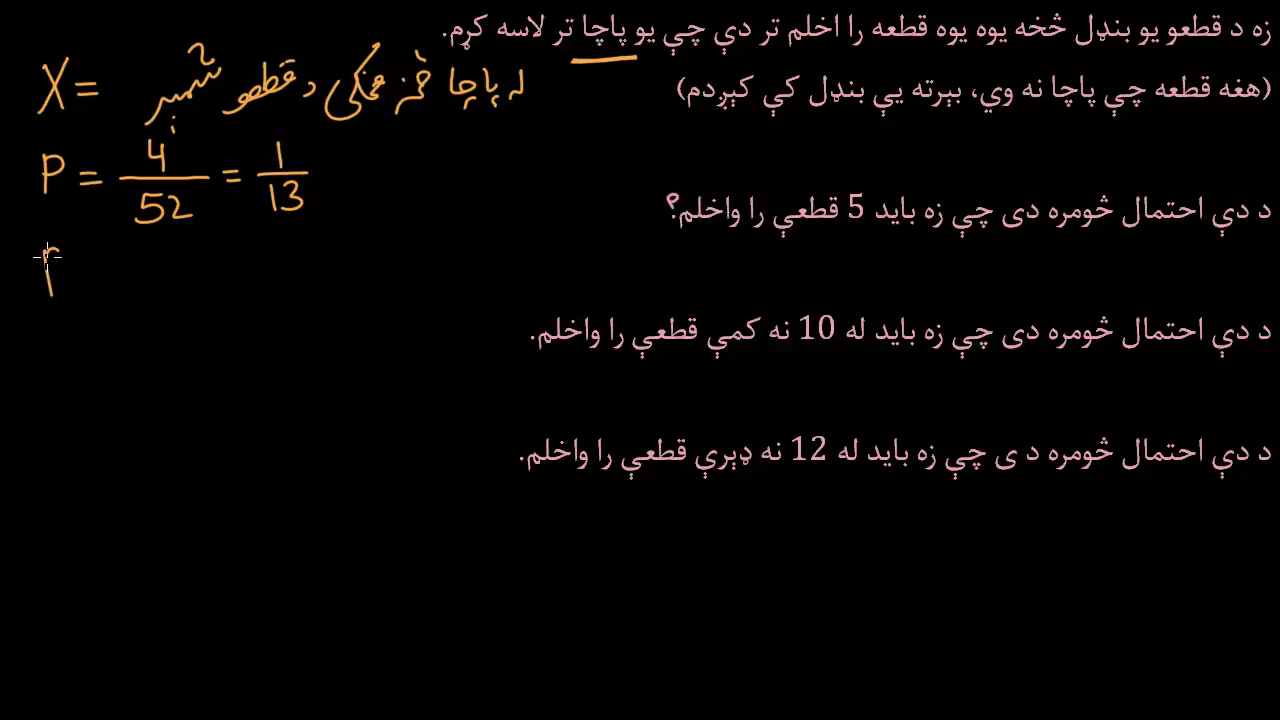 زه د قطعو یو بنډل څخه یوه یوه قطعه را اخلم تر دې چې یو پاچا تر لاسه کړم.
(هغه قطعه چې پاچا نه وي، بېرته یې بنډل کې کېږدم)
X = د قطعو له پاچا
P = 4/52 = 1/13
د دې احتمال څومره دی چې زه باید 5 قطعې را واخلم؟
د دې احتمال څومره دی چې زه باید له 10 نه کمې قطعې را واخلم.
د دې احتمال څومره د ی چې زه باید له 12 نه ډېرې قطعې را واخلم.